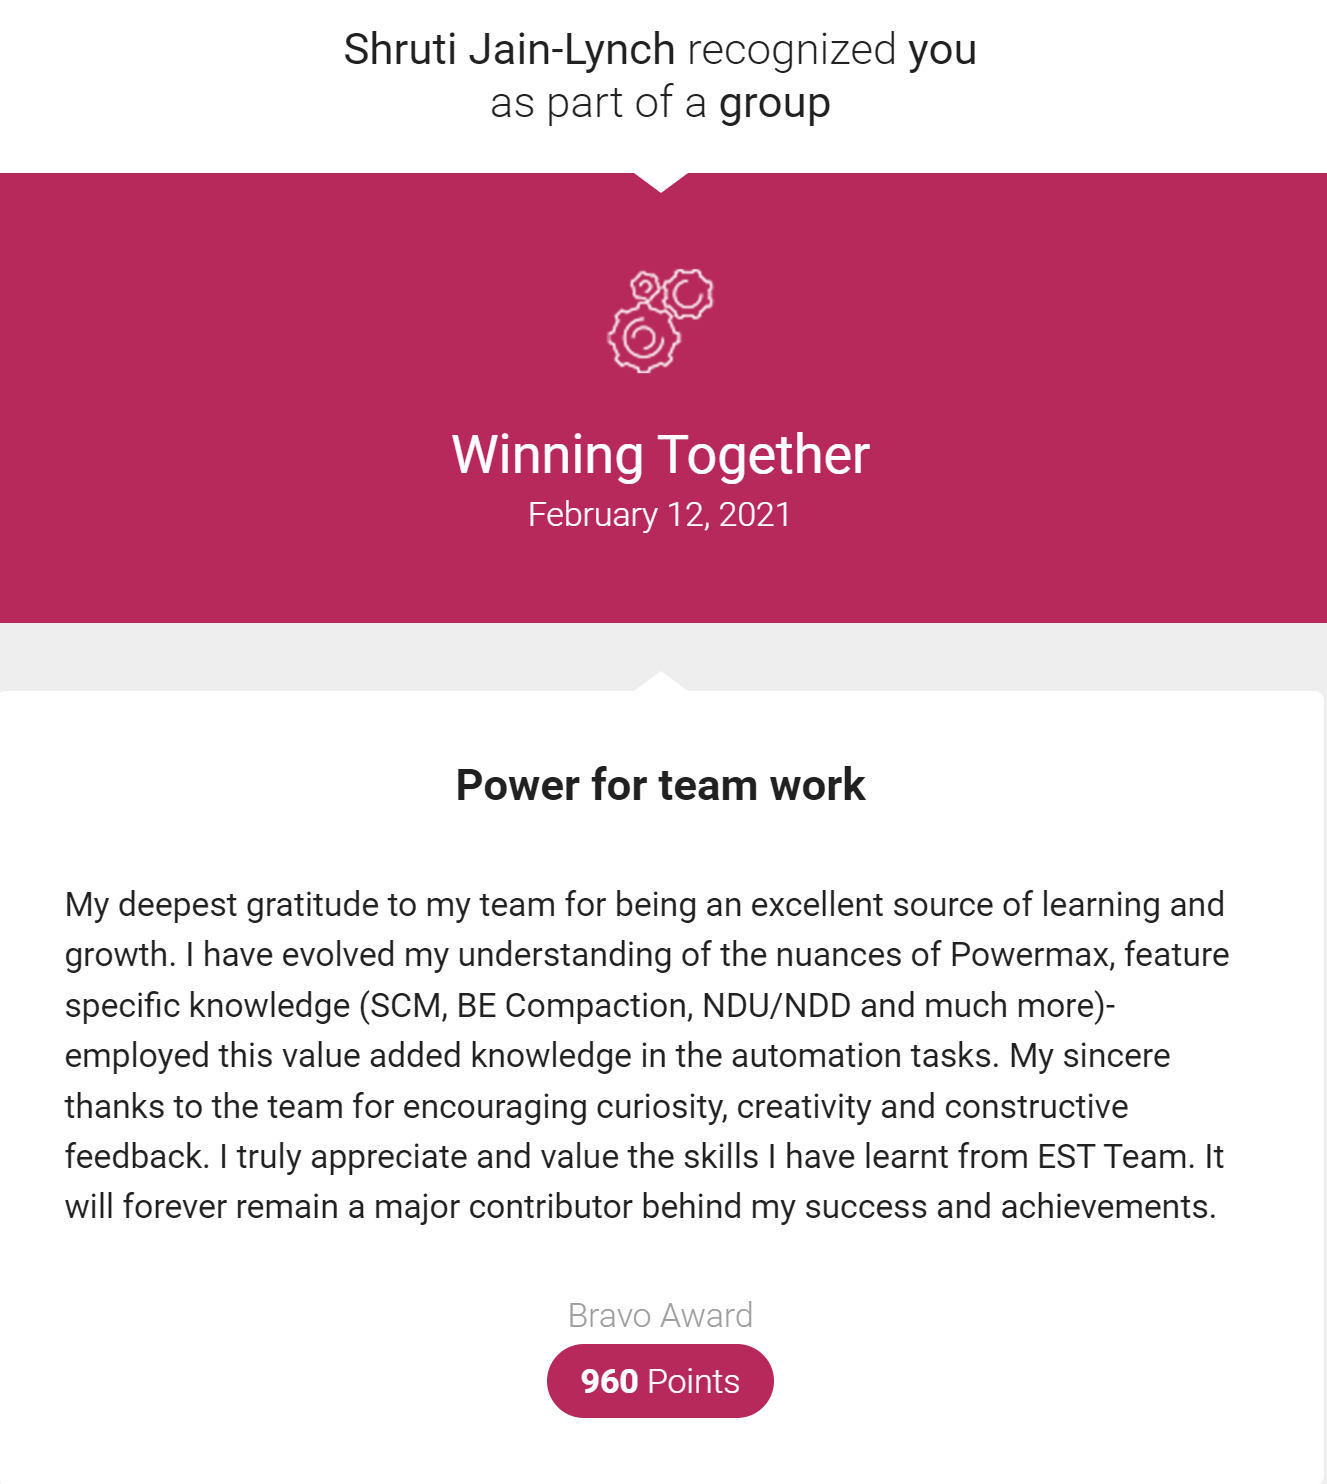 Shruti Jain-Lynch recognized you
as part of a group
Winning Together
February 12, 2021
Power for team work
My deepest gratitude to my team for being an excellent source of learning and
growth. I have evolved my understanding of the nuances of Powermax, feature
specific knowledge (SCM, BE Compaction, NDU/NDD and much more)-
employed this value added knowledge in the automation tasks. My sincere
thanks to the team for encouraging curiosity, creativity and constructive
feedback. I truly appreciate and value the skills I have learnt from EST Team. It
will forever remain a major contributor behind my success and achievements.
Bravo Award
960 Points